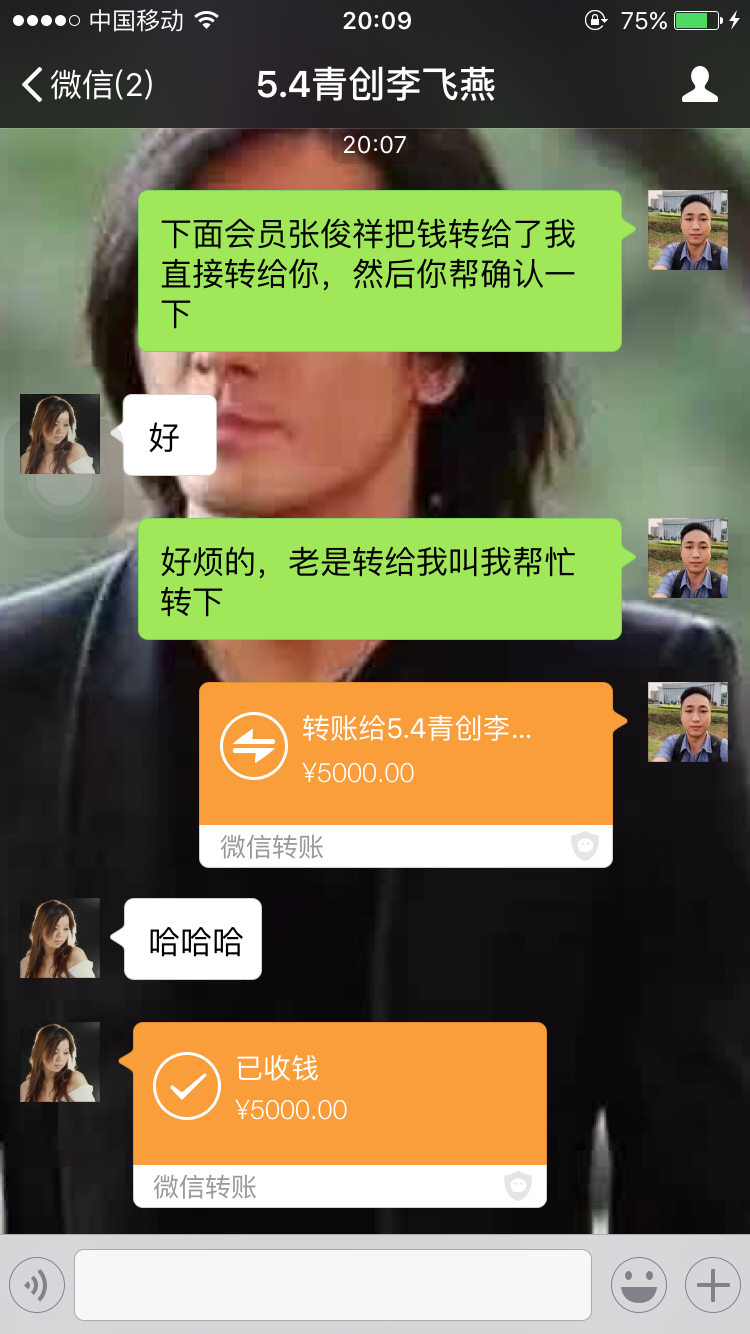 中国移动 20:09 75%
微信(2) 5.4青创李飞燕
20:07
下面会员张俊祥把钱转给了我
直接转给你，然后你帮确认一
下
好
好烦的，老是转给我叫我帮忙
转下
转账给5.4青创李...
¥5000.00
微信转账
哈哈哈
已收钱
¥5000.00
微信转账